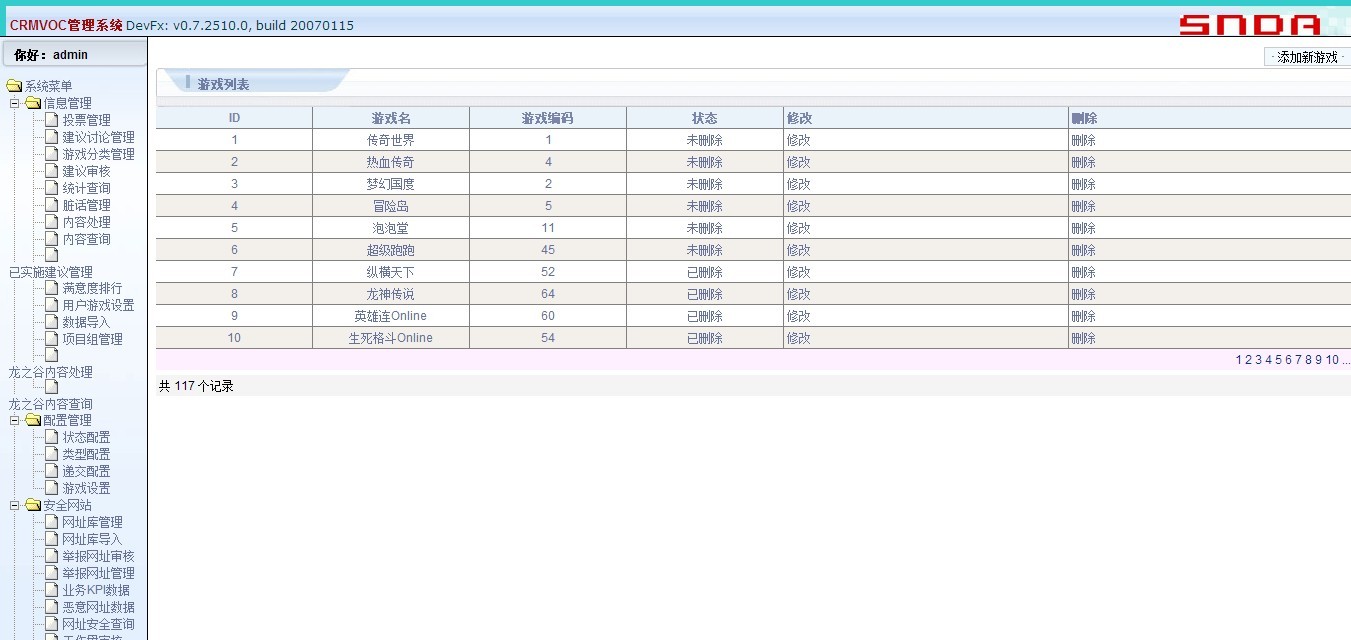 CRMVOC管理系统 DevFx: v0.7.2510.0, build 20070115
SNDA
你好：admin
系统菜单
信息管理
投票管理
建议讨论管理
游戏分类管理
建议审核
统计查询
脏话管理
内容处理
内容查询
已实施建议管理
满意度排行
用户游戏设置
数据导入
项目组管理
龙之谷内容处理
龙之谷内容查询
配置管理
状态配置
类型配置
递交配置
游戏设置
安全网站
网址库管理
网址库导入
举报网址审核
举报网址管理
业务KPI数据
恶意网址数据
网址安全查询
· 添加新游戏 ·
游戏列表
ID 游戏名 游戏编码 状态 修改 删除
1 传奇世界 1 未删除 修改 删除
2 热血传奇 4 未删除 修改 删除
3 梦幻国度 2 未删除 修改 删除
4 冒险岛 5 未删除 修改 删除
5 泡泡堂 11 未删除 修改 删除
6 超级跑跑 45 未删除 修改 删除
7 纵横天下 52 已删除 修改 删除
8 龙神传说 64 已删除 修改 删除
9 英雄连Online 60 已删除 修改 删除
10 生死格斗Online 54 已删除 修改 删除
1 2 3 4 5 6 7 8 9 10 ...
共 117 个记录